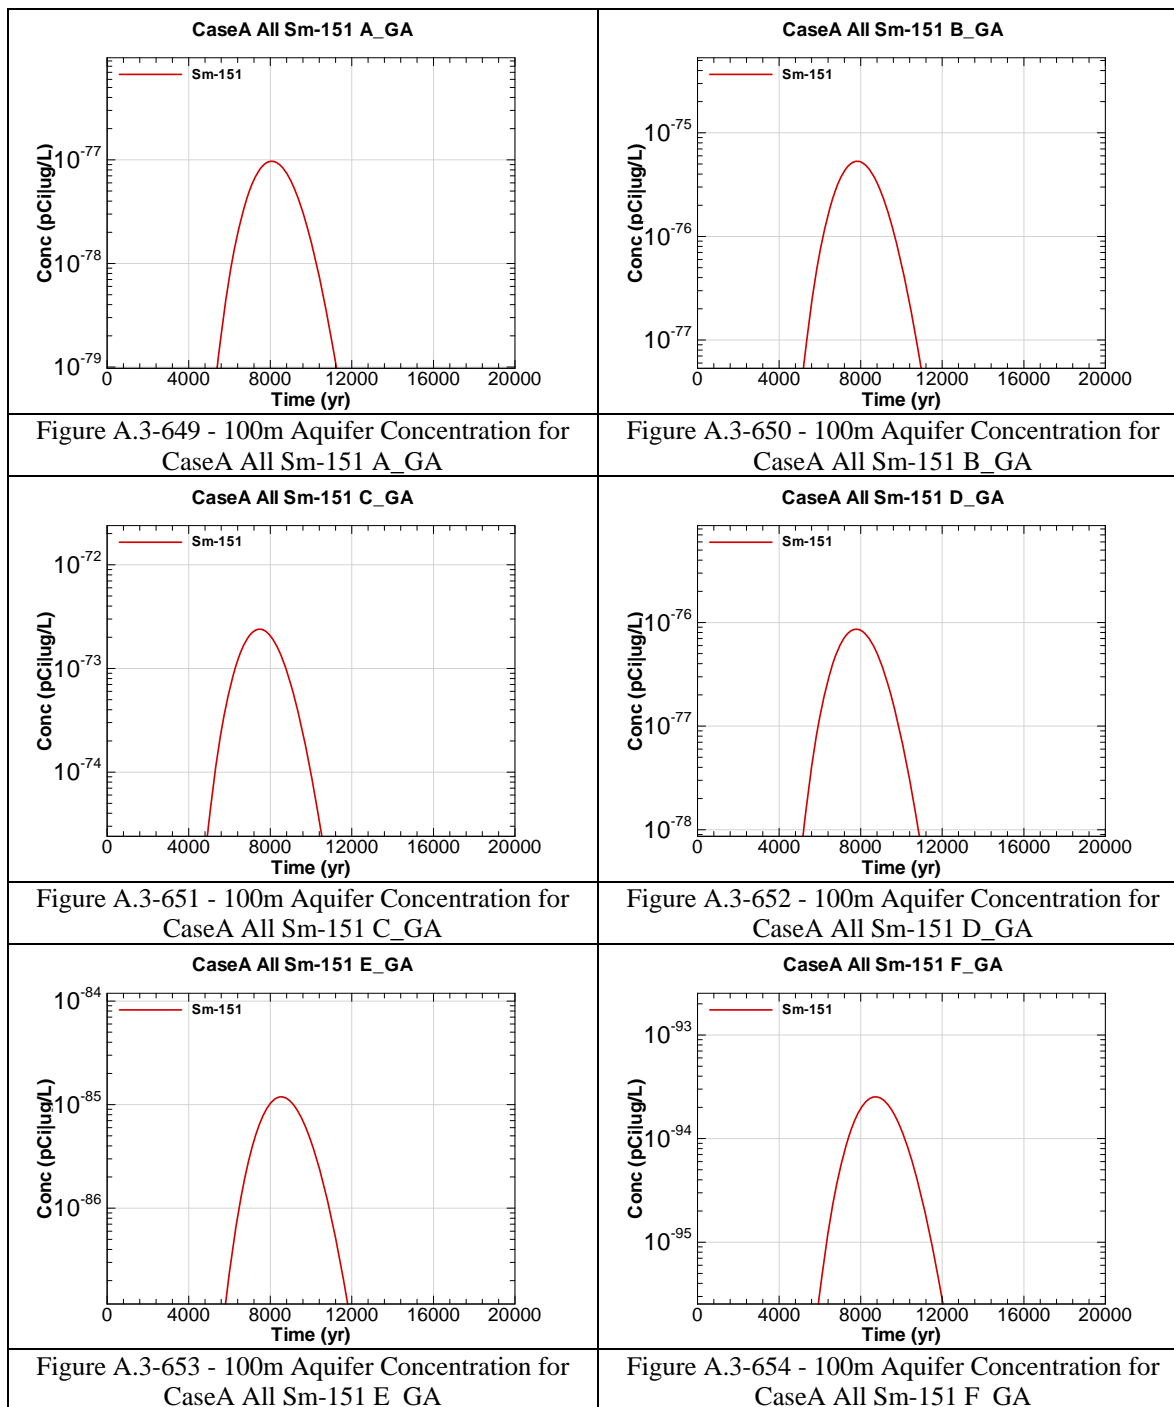 CaseA All Sm-151 A_GA
Sm-151
10-77
10-78
10-79
Conc (pCi|ug/L)
0 4000 8000 12000 16000 20000
Time (yr)
Figure A.3-649 - 100m Aquifer Concentration for
CaseA All Sm-151 A_GA
CaseA All Sm-151 B_GA
Sm-151
10-75
10-76
10-77
Conc (pCi|ug/L)
0 4000 8000 12000 16000 20000
Time (yr)
Figure A.3-650 - 100m Aquifer Concentration for
CaseA All Sm-151 B_GA
CaseA All Sm-151 C_GA
Sm-151
10-72
10-73
10-74
Conc (pCi|ug/L)
0 4000 8000 12000 16000 20000
Time (yr)
Figure A.3-651 - 100m Aquifer Concentration for
CaseA All Sm-151 C_GA
CaseA All Sm-151 D_GA
Sm-151
10-76
10-77
10-78
Conc (pCi|ug/L)
0 4000 8000 12000 16000 20000
Time (yr)
Figure A.3-652 - 100m Aquifer Concentration for
CaseA All Sm-151 D_GA
CaseA All Sm-151 E_GA
Sm-151
10-84
10-85
10-86
Conc (pCi|ug/L)
0 4000 8000 12000 16000 20000
Time (yr)
Figure A.3-653 - 100m Aquifer Concentration for
CaseA All Sm-151 E_GA
CaseA All Sm-151 F_GA
Sm-151
10-93
10-94
10-95
Conc (pCi|ug/L)
0 4000 8000 12000 16000 20000
Time (yr)
Figure A.3-654 - 100m Aquifer Concentration for
CaseA All Sm-151 F_GA